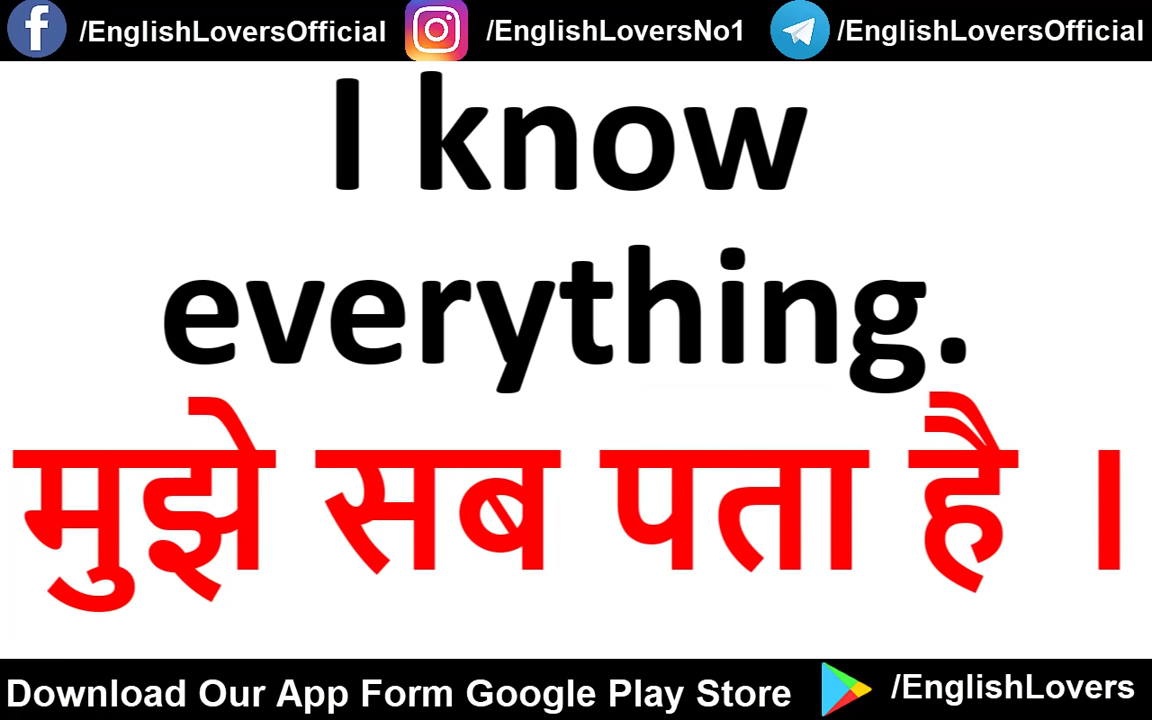 /EnglishLoversOfficial /EnglishLoversNo1 /EnglishLoversOfficial
I know
everything.
मुझे सब पता है ।
Download Our App Form Google Play Store /EnglishLovers